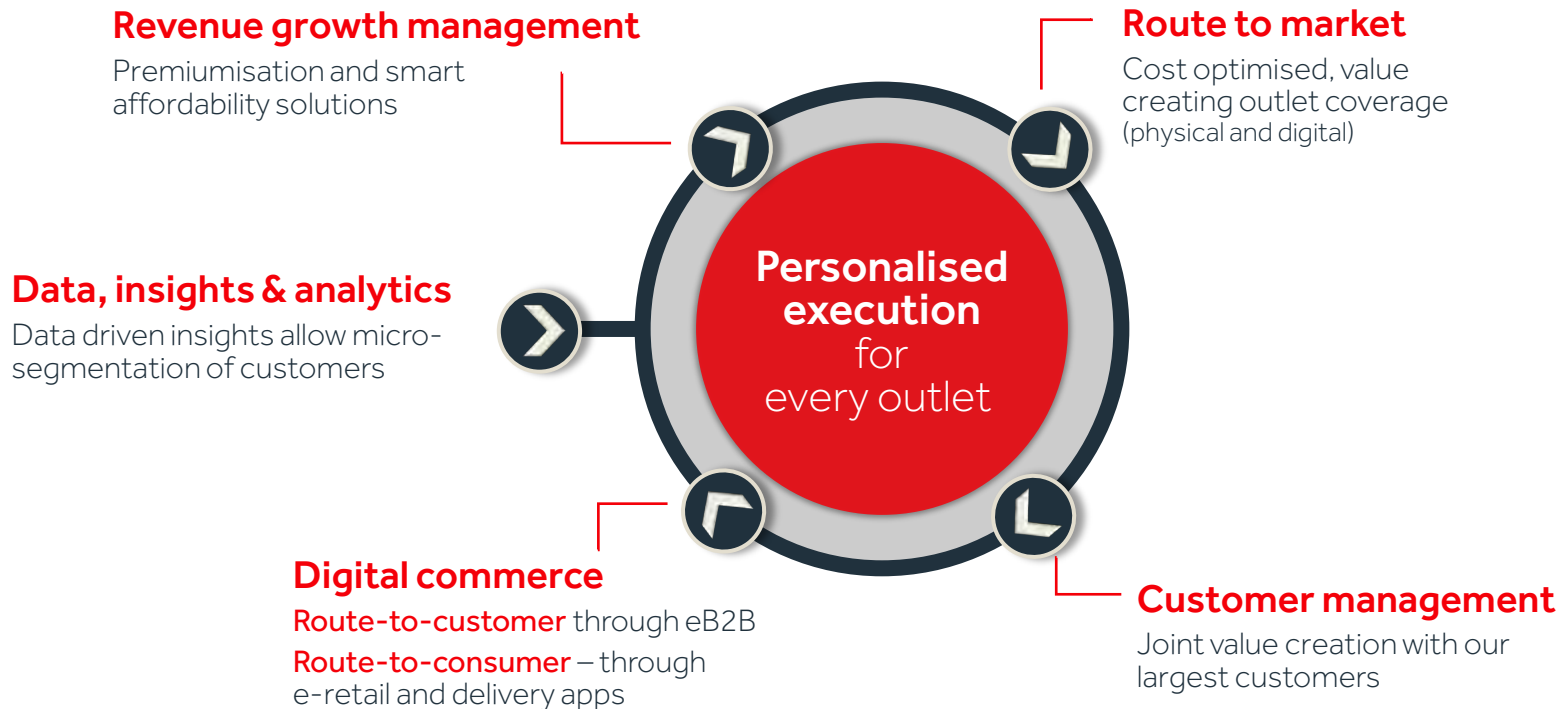 Revenue growth management
Premiumisation and smart
affordability solutions
Route to market
Cost optimised, value
creating outlet coverage
(physical and digital)
Data, insights & analytics
Data driven insights allow micro-
segmentation of customers
Personalised
execution
for
every outlet
Digital commerce
Route-to-customer through eB2B
Route-to-consumer – through
e-retail and delivery apps
Customer management
Joint value creation with our
largest customers